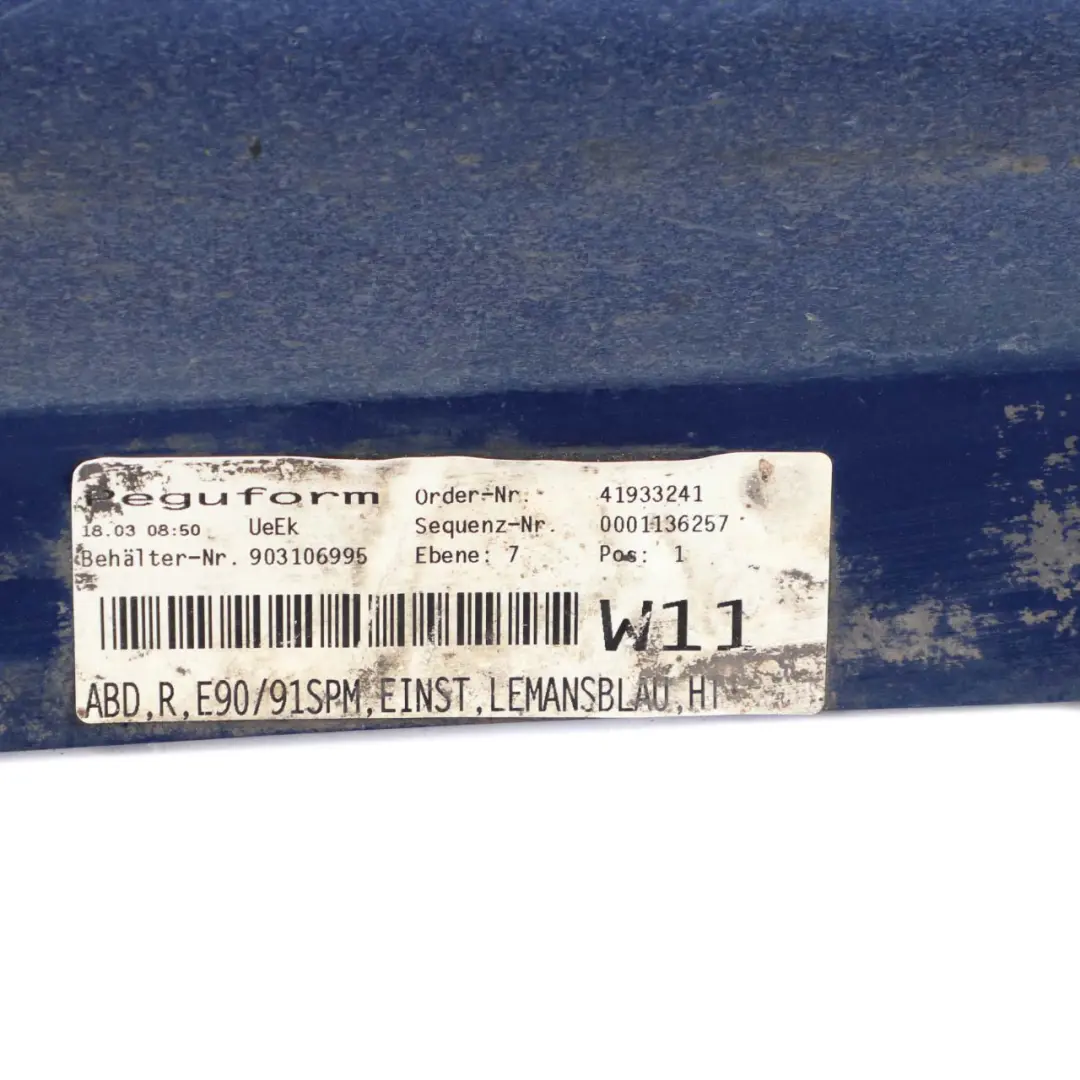 Peguform Order-Nr. 41933241
18.03 08:50 UeEk Sequenz-Nr. 0001136257
Behälter-Nr. 903106995 Ebene: 7 Pos: 1
W11
ABD,R,E90/91SPM,EINST,LEMANSBLAU,HI